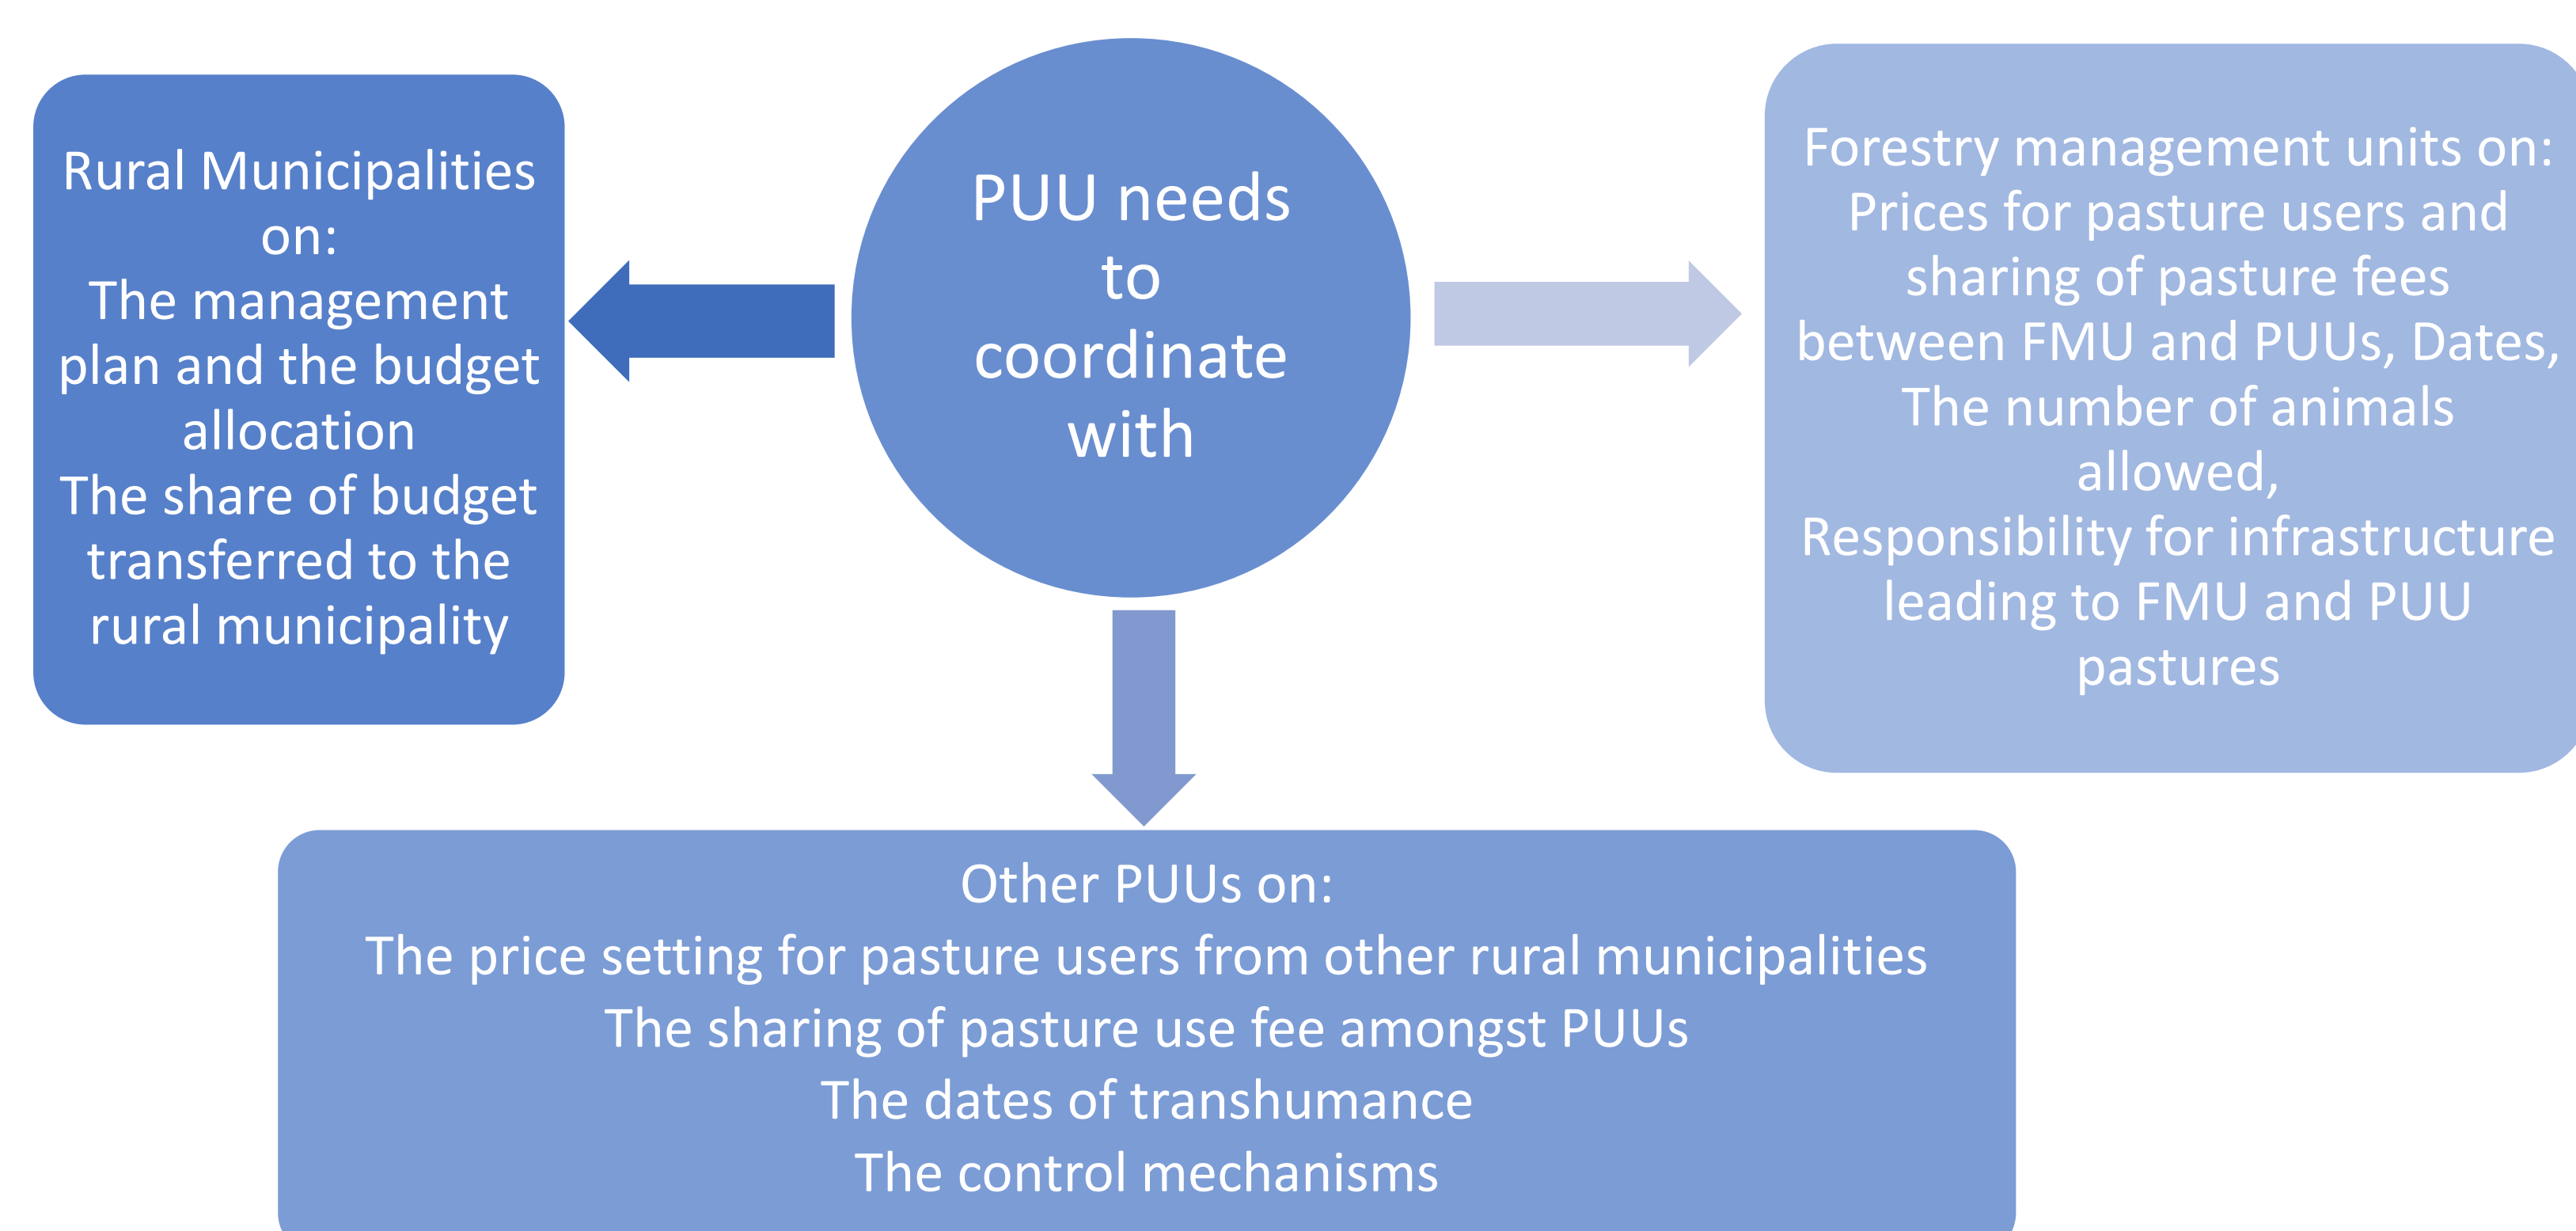 Rural Municipalities
on:
The management
plan and the budget
allocation
The share of budget
transferred to the
rural municipality
PUU needs
to
coordinate
with
Forestry management units on:
Prices for pasture users and
sharing of pasture fees
between FMU and PUUs, Dates,
The number of animals
allowed,
Responsibility for infrastructure
leading to FMU and PUU
pastures
Other PUUs on:
The price setting for pasture users from other rural municipalities
The sharing of pasture use fee amongst PUUs
The dates of transhumance
The control mechanisms